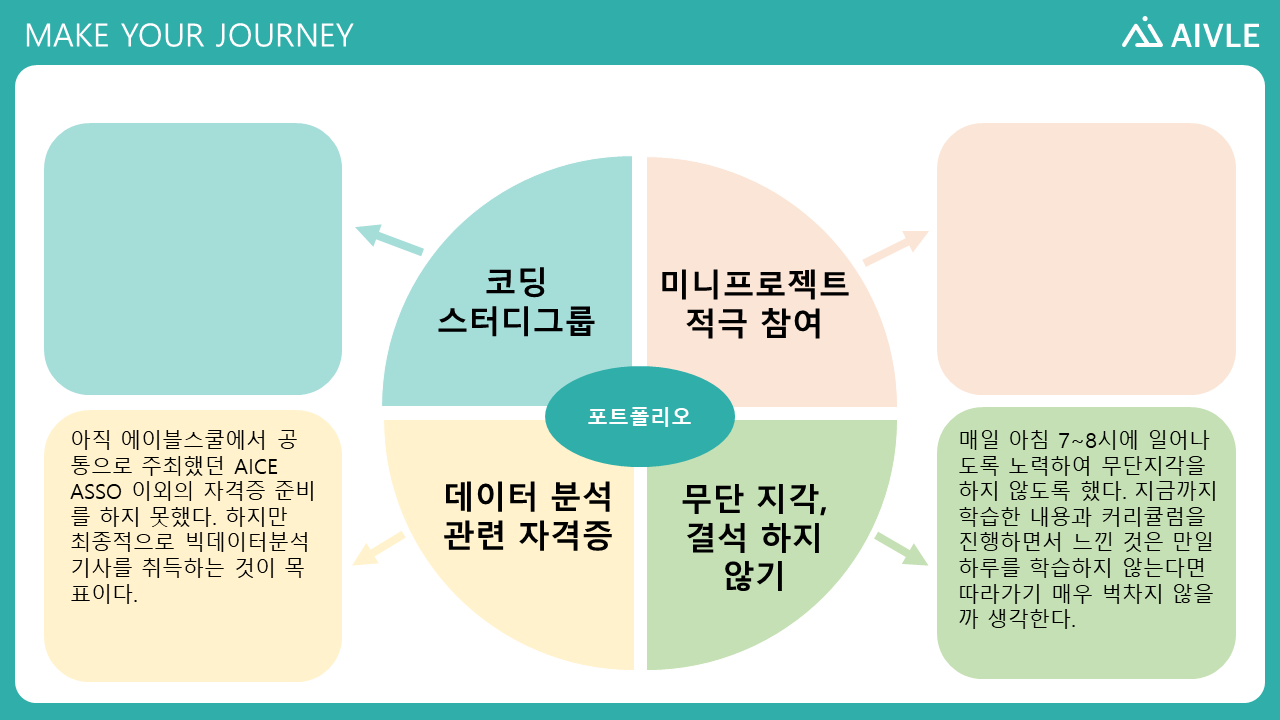 MAKE YOUR JOURNEY
AIVLE
코딩
스터디그룹
미니프로젝트
적극 참여
포트폴리오
데이터 분석
관련 자격증
무단 지각,
결석 하지
않기
아직 에이블스쿨에서 공
통으로 주최했던 AICE
ASSO 이외의 자격증 준비
를 하지 못했다. 하지만
최종적으로 빅데이터분석
기사를 취득하는 것이 목
표이다.
매일 아침 7~8시에 일어나
도록 노력하여 무단지각을
하지 않도록 했다. 지금까지
학습한 내용과 커리큘럼을
진행하면서 느낀 것은 만일
하루를 학습하지 않는다면
따라가기 매우 벅차지 않을
까 생각한다.